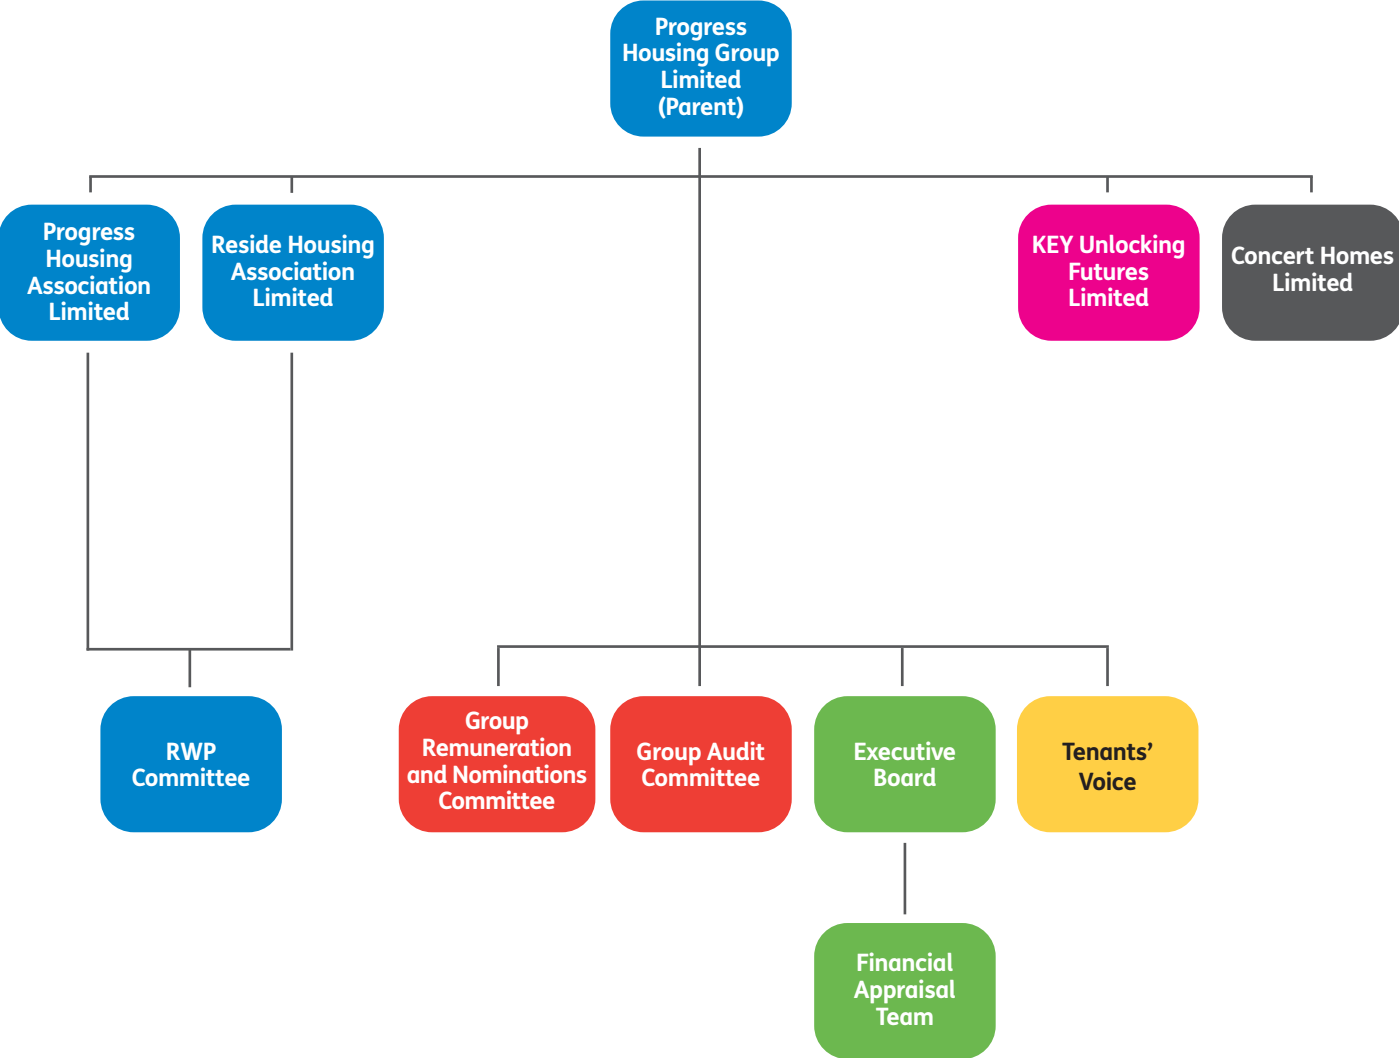 Progress
Housing Group
Limited
(Parent)
Progress
Housing
Association
Limited
Reside Housing
Association
Limited
KEY Unlocking
Futures
Limited
Concert Homes
Limited
RWP
Committee
Group
Remuneration
and Nominations
Committee
Group Audit
Committee
Executive
Board
Tenants’
Voice
Financial
Appraisal
Team